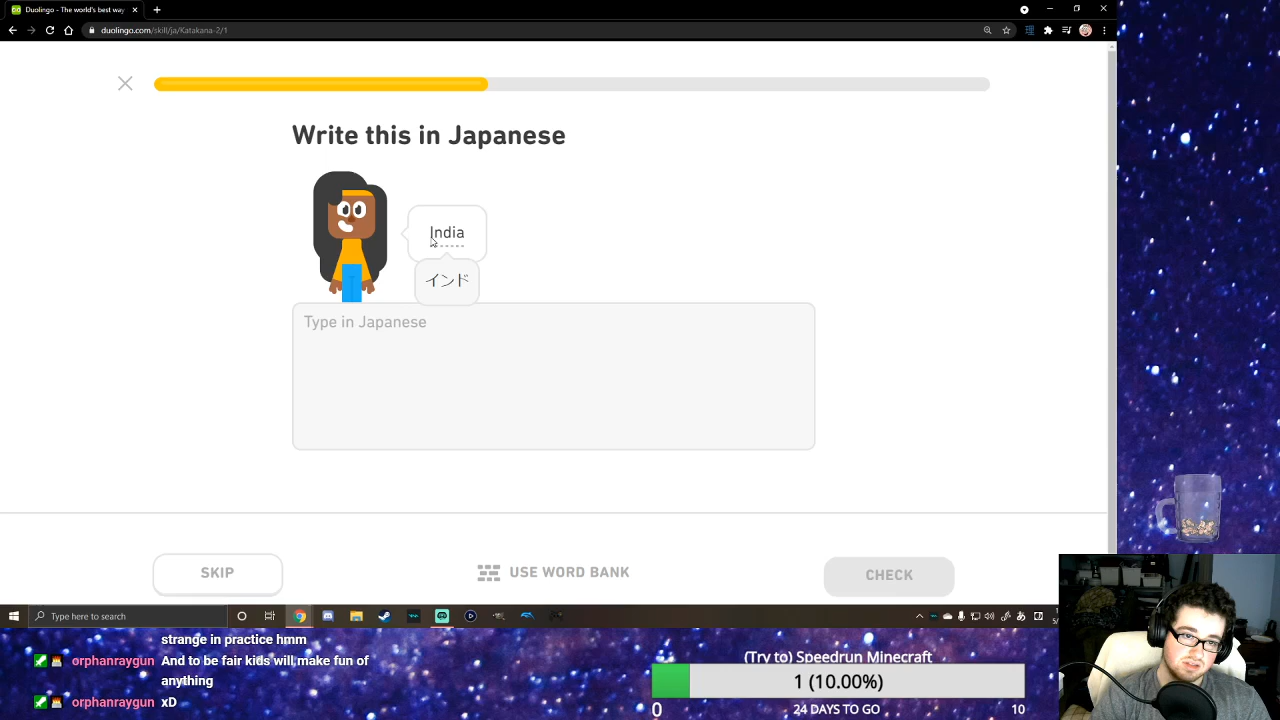 Duolingo - The world's best way
duolingo.com/skill/ja/Katakana-2/1
Write this in Japanese
India
インド
Type in Japanese
SKIP
USE WORD BANK
CHECK
Type here to search
strange in practice hmm
orphanraygun And to be fair kids will make fun of
anything
orphanraygun xD
(Try to) Speedrun Minecraft
1 (10.00%)
0
24 DAYS TO GO
10